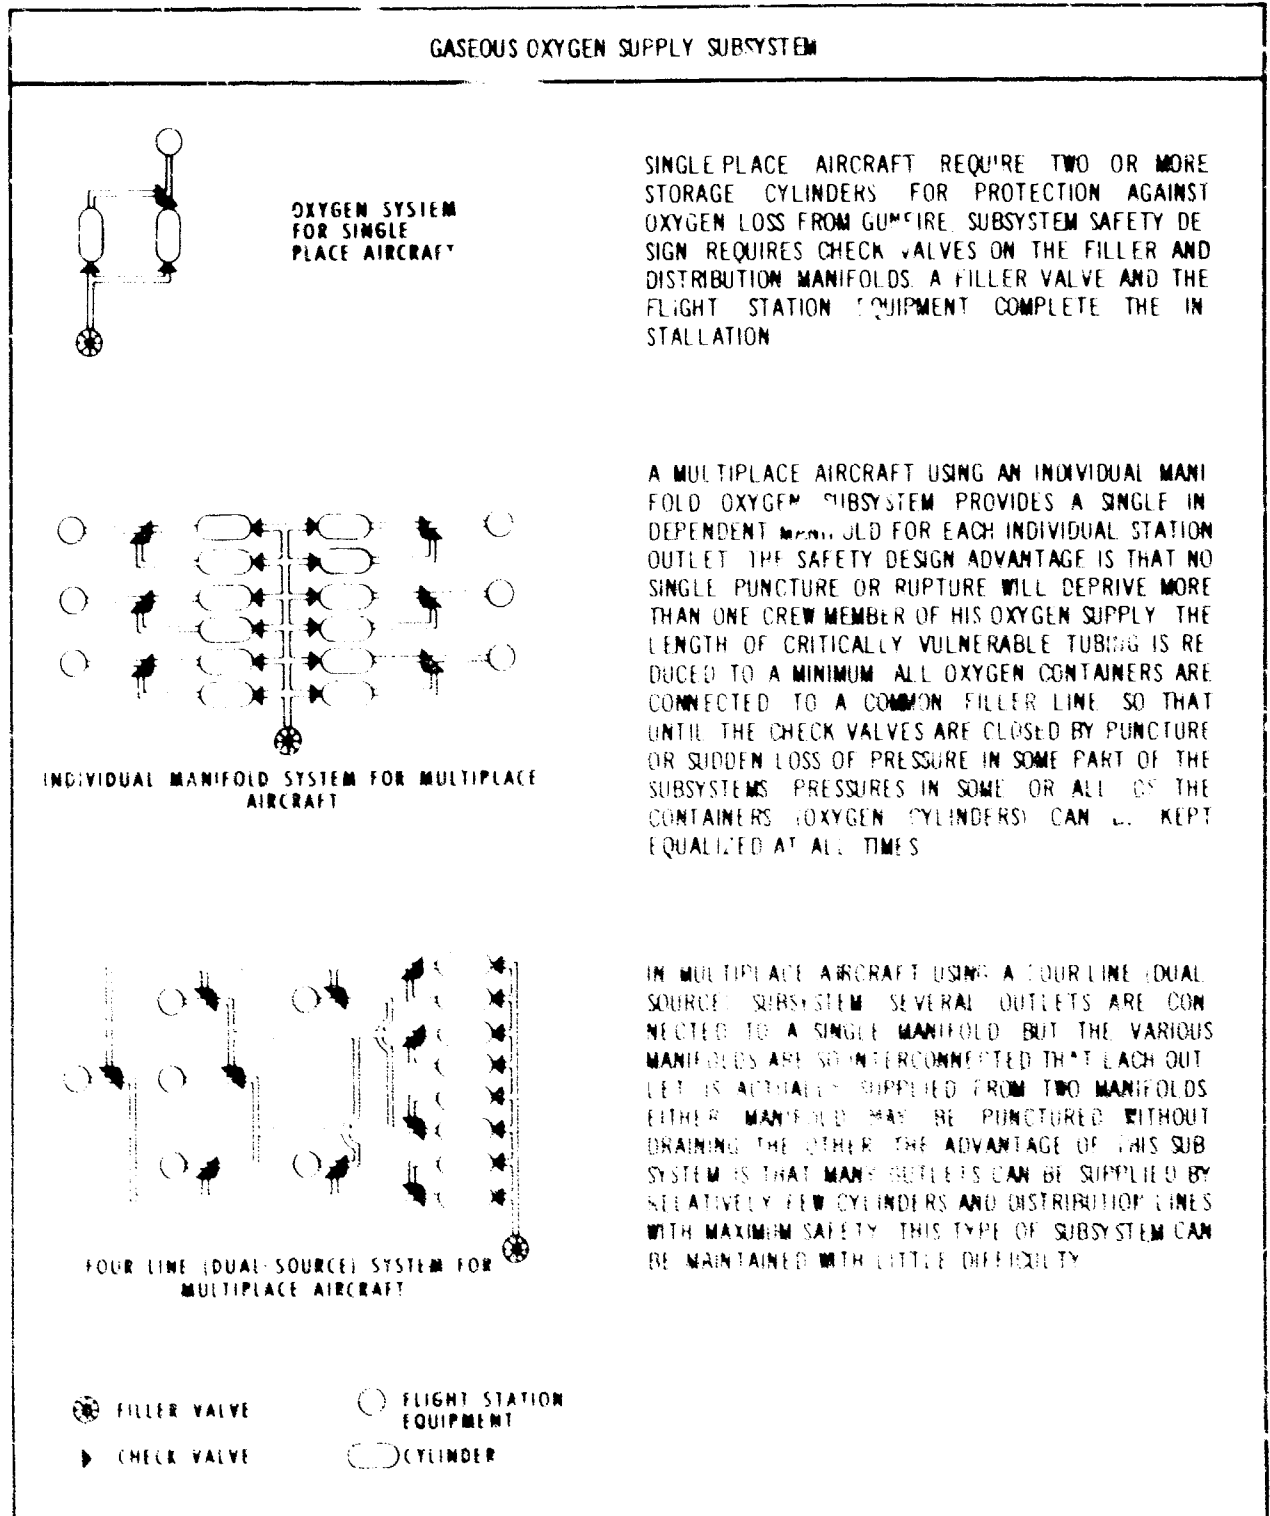 GASEOUS OXYGEN SUPPLY SUBSYSTEM
OXYGEN SYSTEM
FOR SINGLE
PLACE AIRCRAFT
SINGLE PLACE AIRCRAFT REQUIRE TWO OR MORE
STORAGE CYLINDERS FOR PROTECTION AGAINST
OXYGEN LOSS FROM GUNFIRE. SUBSYSTEM SAFETY DE
SIGN REQUIRES CHECK VALVES ON THE FILLER AND
DISTRIBUTION MANIFOLDS. A FILLER VALVE AND THE
FLIGHT STATION EQUIPMENT COMPLETE THE IN
STALLATION
A MULTIPLACE AIRCRAFT USING AN INDIVIDUAL MANI
FOLD OXYGEN SUBSYSTEM PROVIDES A SINGLE IN
DEPENDENT MANIFOLD FOR EACH INDIVIDUAL STATION
OUTLET THE SAFETY DESIGN ADVANTAGE IS THAT NO
SINGLE PUNCTURE OR RUPTURE WILL DEPRIVE MORE
THAN ONE CREW MEMBER OF HIS OXYGEN SUPPLY THE
LENGTH OF CRITICALLY VULNERABLE TUBING IS RE
DUCED TO A MINIMUM ALL OXYGEN CONTAINERS ARE
CONNECTED TO A COMMON FILLER LINE SO THAT
UNTIL THE CHECK VALVES ARE CLOSED BY PUNCTURE
OR SUDDEN LOSS OF PRESSURE IN SOME PART OF THE
SUBSYSTEMS PRESSURES IN SOME OR ALL OF THE
CONTAINERS (OXYGEN CYLINDERS) CAN BE KEPT
EQUALIZED AT ALL TIMES
INDIVIDUAL MANIFOLD SYSTEM FOR MULTIPLACE
AIRCRAFT
IN MULTIPLACE AIRCRAFT USING A FOUR LINE (DUAL
SOURCE) SUBSYSTEM SEVERAL OUTLETS ARE CON
NECTED TO A SINGLE MANIFOLD BUT THE VARIOUS
MANIFOLDS ARE SO INTERCONNECTED THAT EACH OUT
LET IS ACTUALLY SUPPLIED FROM TWO MANIFOLDS
EITHER MANIFOLD MAY BE PUNCTURED WITHOUT
DRAINING THE OTHER THE ADVANTAGE OF THIS SUB
SYSTEM IS THAT MANY OUTLETS CAN BE SUPPLIED BY
RELATIVELY FEW CYLINDERS AND DISTRIBUTION LINES
WITH MAXIMUM SAFETY THIS TYPE OF SUBSYSTEM CAN
BE MAINTAINED WITH LITTLE DIFFICULTY
FOUR LINE (DUAL-SOURCE) SYSTEM FOR
MULTIPLACE AIRCRAFT
FILLER VALVE
FLIGHT STATION
EQUIPMENT
CHECK VALVE
CYLINDER